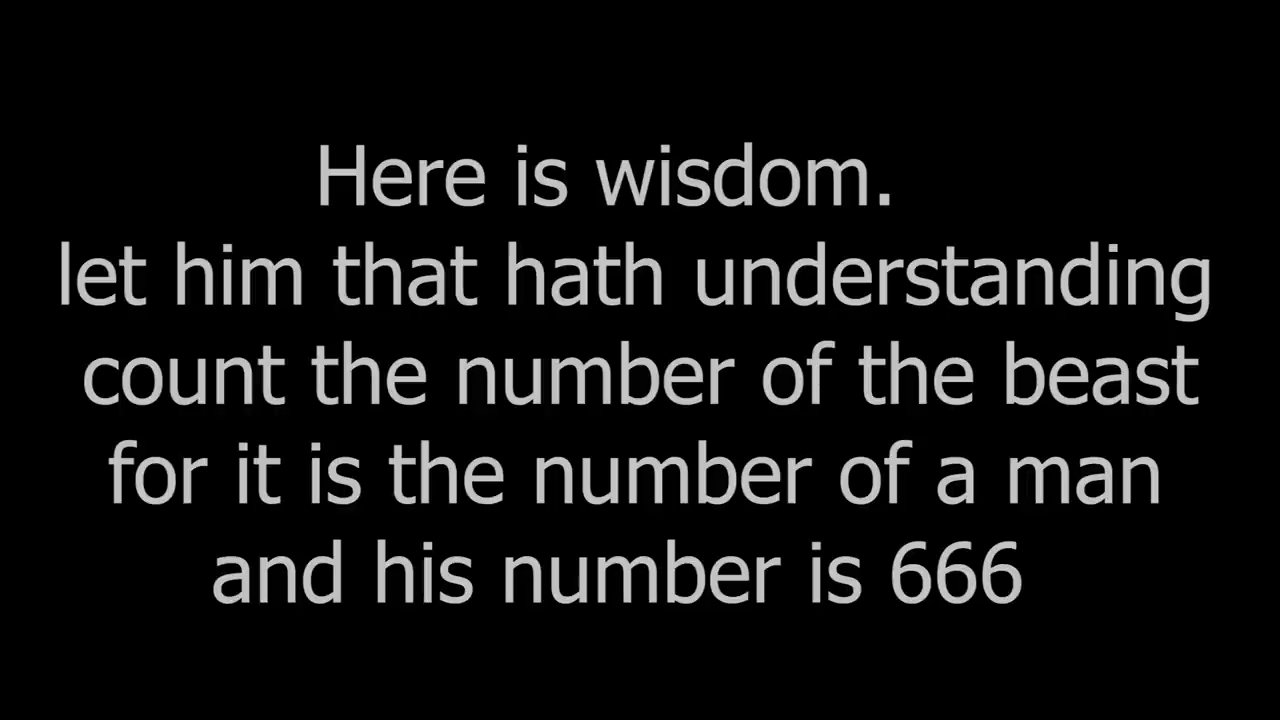 Here is wisdom.
let him that hath understanding
count the number of the beast
for it is the number of a man
and his number is 666